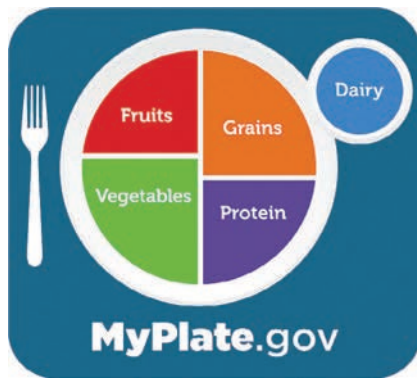 Dairy
Fruits
Grains
Vegetables
Protein
MyPlate.gov